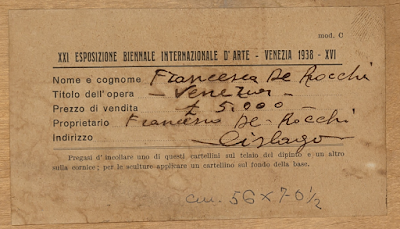 mod. C
XXI ESPOSIZIONE BIENNALE INTERNAZIONALE D'ARTE - VENEZIA 1938 - XVI
Nome e cognome Francesca De Rocchi
Titolo dell'opera - Venezia -
Prezzo di vendita £ 5.000 -
Proprietario Francesco De-Rocchi
Indirizzo Cislago
Pregasi d'incollare uno di questi cartellini sul telaio del dipinto e un altro
sulla cornice; per le sculture applicare un cartellino sul fondo della base.
cm. 56 x 70 1/2